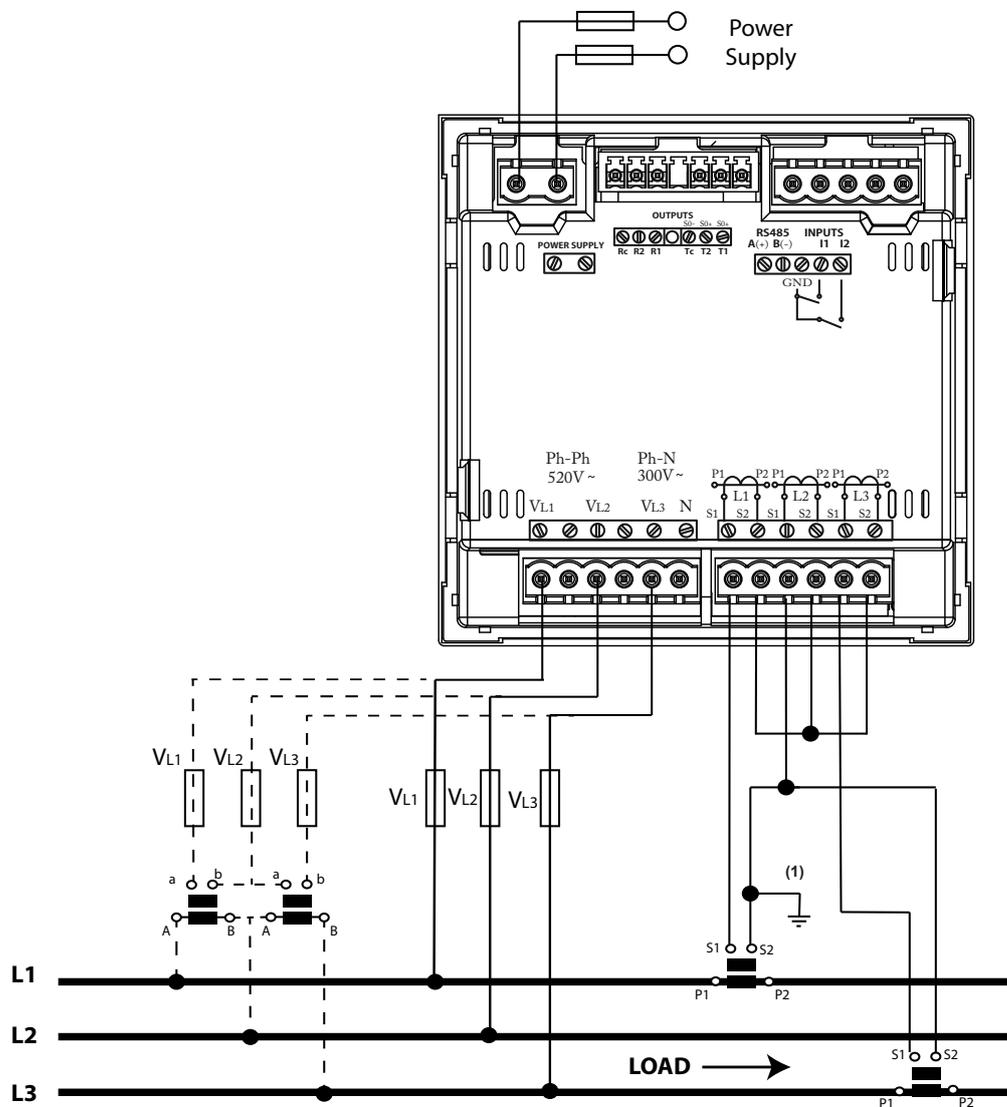 Power
Supply
OUTPUTS
S0- S0+ S0+
RS485 INPUTS
A(+) B(-) I1 I2
POWER SUPPLY
Rc R2 R1 Tc T2 T1
GND
Ph-Ph Ph-N
520V ~ 300V ~
P1 P2 P1 P2 P1 P2
L1 L2 L3
VL1 VL2 VL3 N
S1 S2 S1 S2 S1 S2
VL1 VL2 VL3
VL1 VL2 VL3
a b a b
(1)
A B A B
S1 S2
L1
P1 P2
L2
S1 S2
LOAD
L3
P1 P2